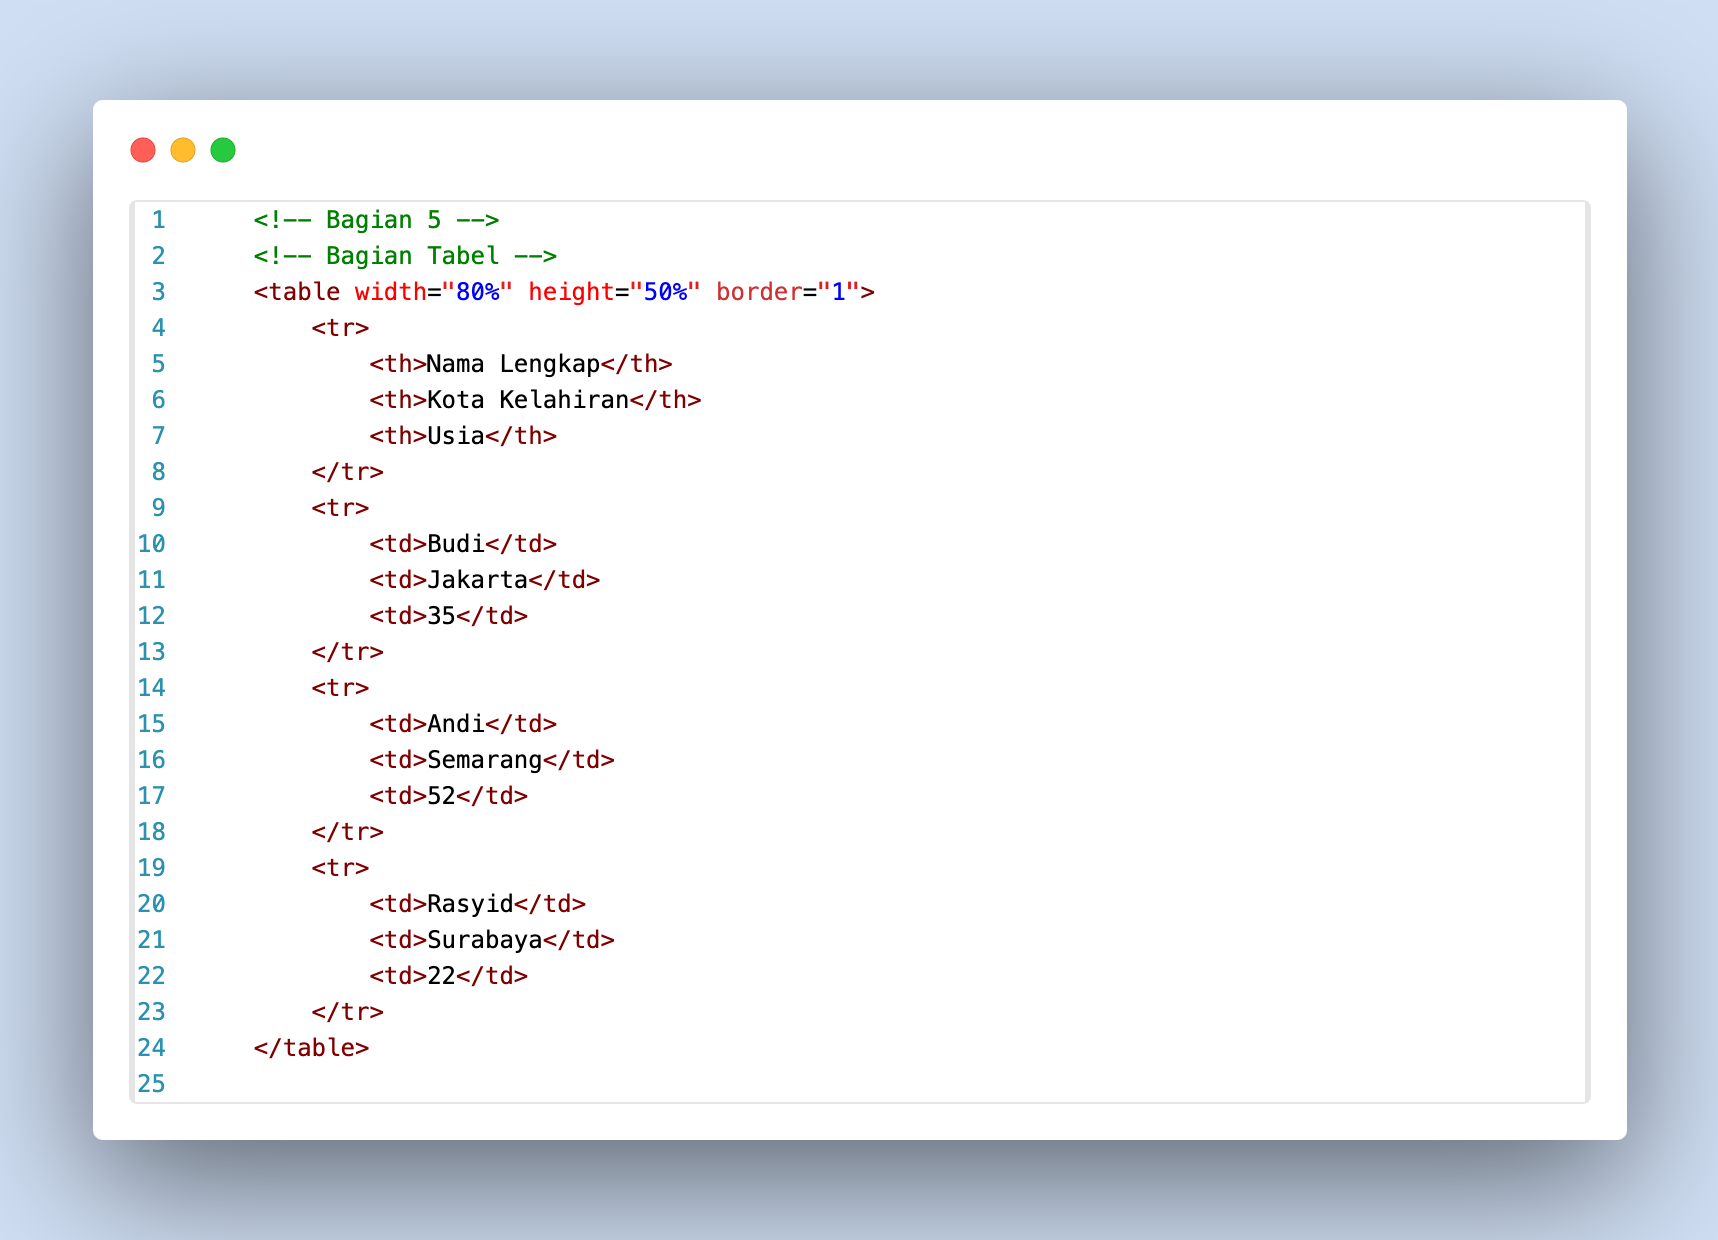 1 <!-- Bagian 5 -->
2 <!-- Bagian Tabel -->
3 <table width="80%" height="50%" border="1">
4 <tr>
5 <th>Nama Lengkap</th>
6 <th>Kota Kelahiran</th>
7 <th>Usia</th>
8 </tr>
9 <tr>
10 <td>Budi</td>
11 <td>Jakarta</td>
12 <td>35</td>
13 </tr>
14 <tr>
15 <td>Andi</td>
16 <td>Semarang</td>
17 <td>52</td>
18 </tr>
19 <tr>
20 <td>Rasyid</td>
21 <td>Surabaya</td>
22 <td>22</td>
23 </tr>
24 </table>
25